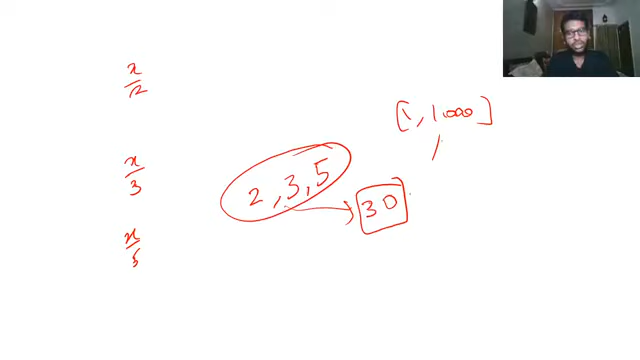 x/2
[1, 1000]
x/3
2, 3, 5
30
x/5